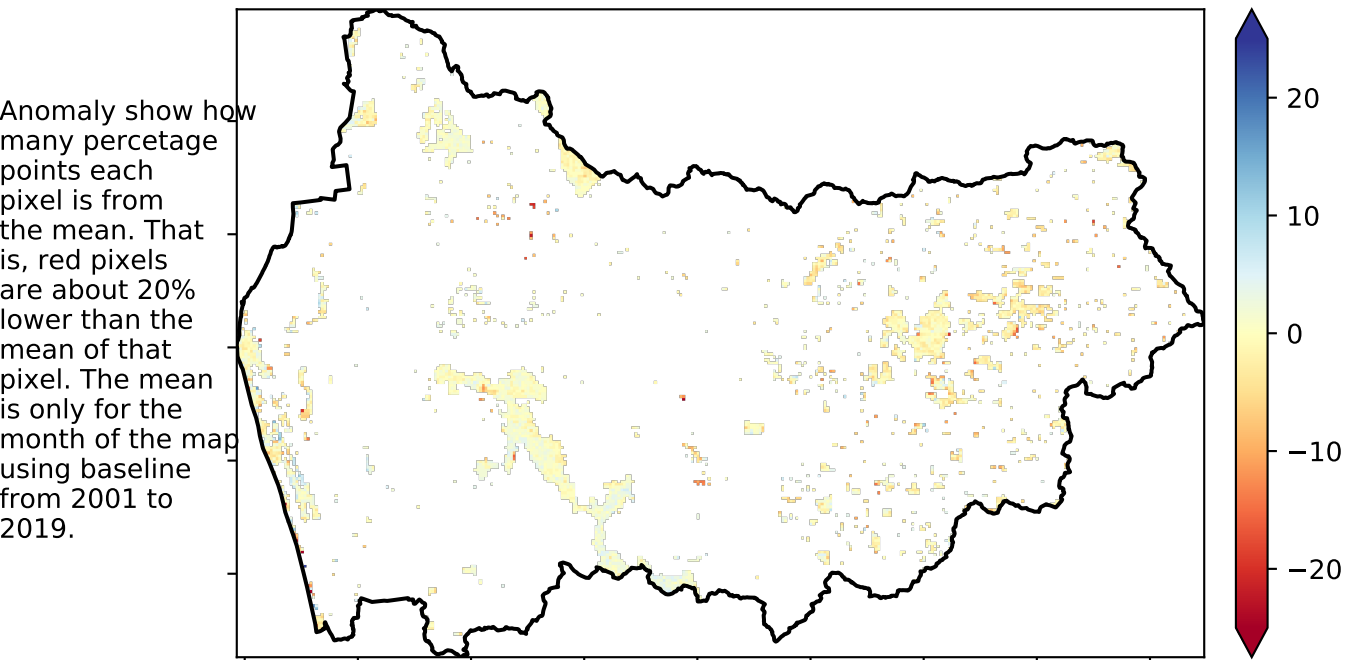 Anomaly show how
many percetage
points each
pixel is from
the mean. That
is, red pixels
are about 20%
lower than the
mean of that
pixel. The mean
is only for the
month of the map
using baseline
from 2001 to
2019.
20
10
0
−10
−20